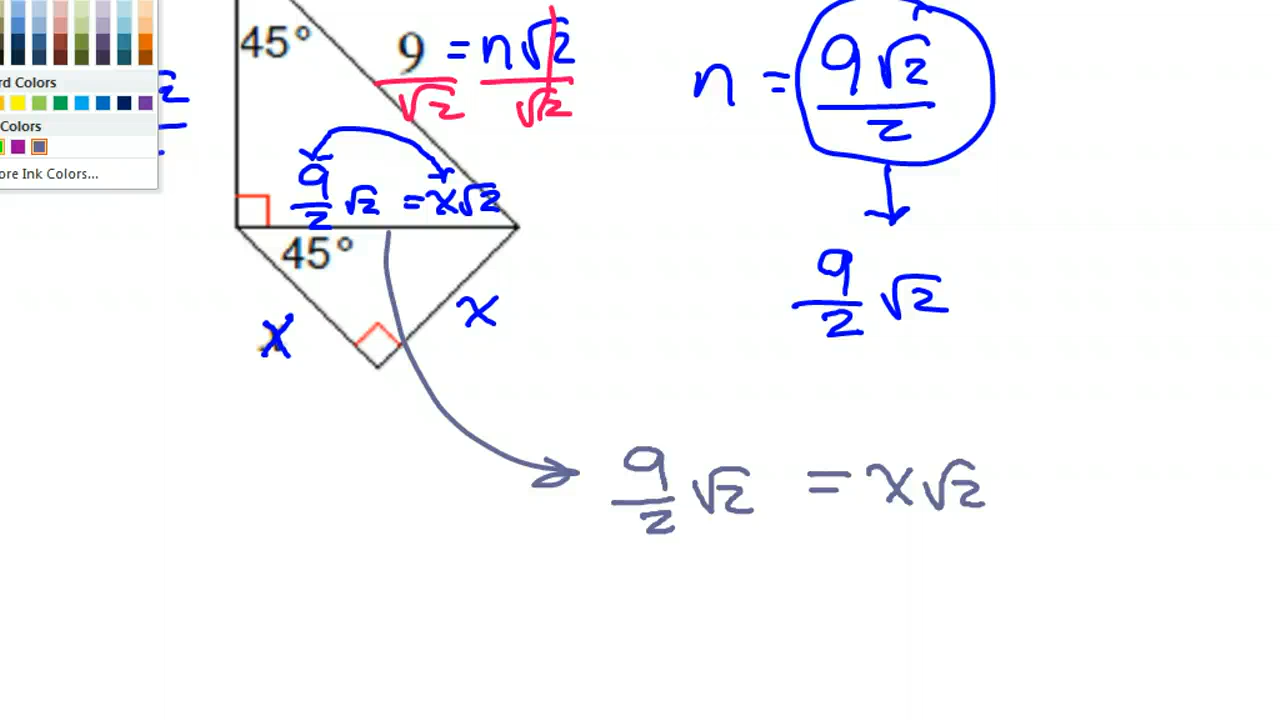 45°
9 = n√2
√2 √2
n = 9√2
2
rd Colors
Colors
ore Ink Colors...
9/2 √2 = x√2
45°
9/2 √2
x
x
9/2 √2 = x√2